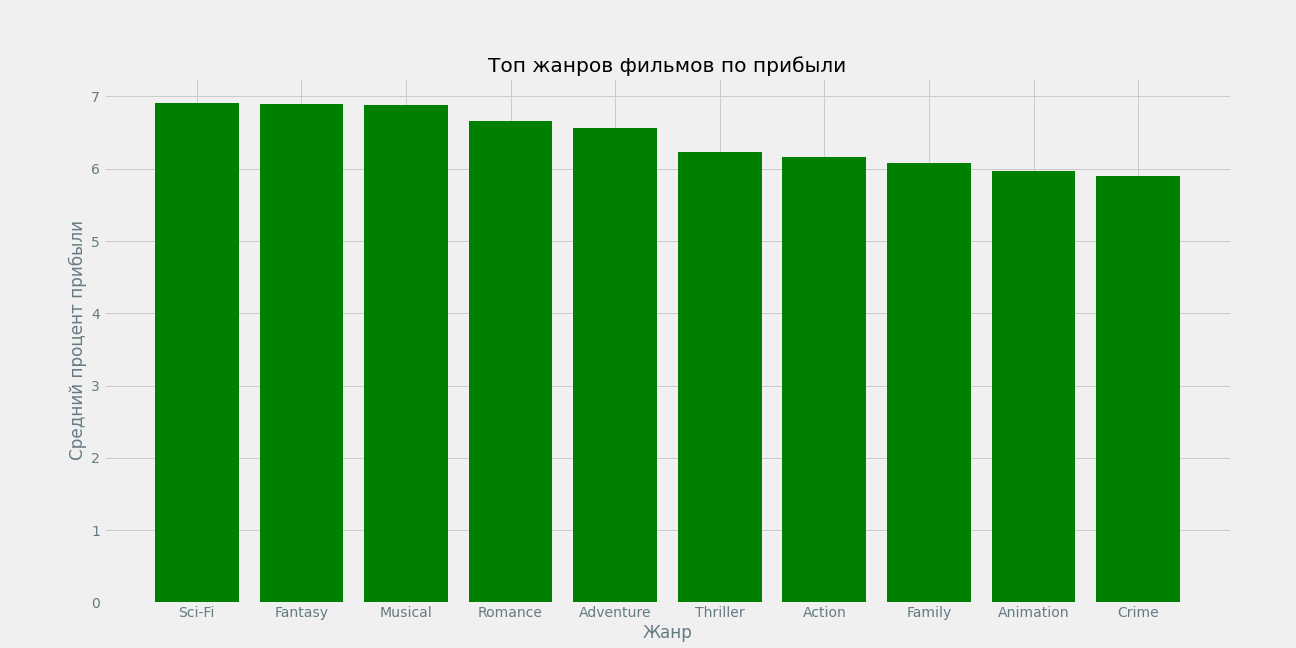 Топ жанров фильмов по прибыли
Средний процент прибыли
7
6
5
4
3
2
1
0
Sci-Fi Fantasy Musical Romance Adventure Thriller Action Family Animation Crime
Жанр